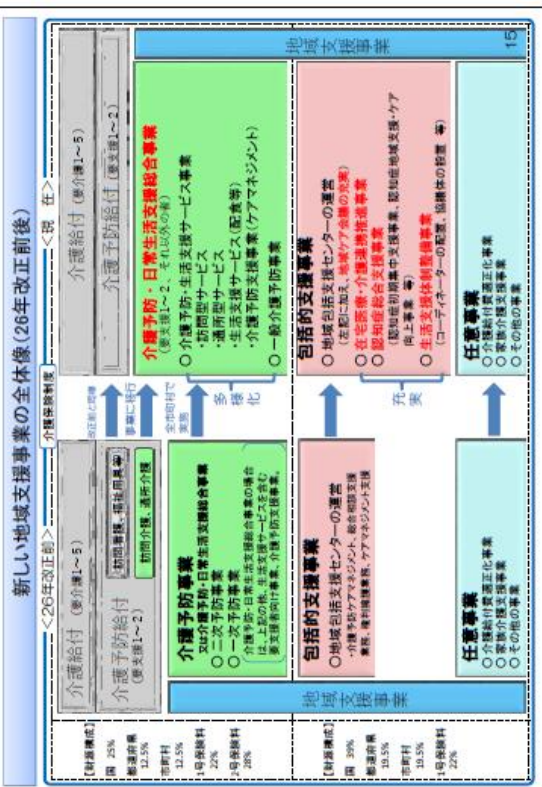 新しい地域支援事業の全体像(26年改正前後)
介護保険制度
<26年改正前>
<現　在>
【財源構成】
国 25%
都道府県
12.5%
市町村
12.5%
1号保険料
22%
2号保険料
28%
【財源構成】
国 39%
都道府県
19.5%
市町村
19.5%
1号保険料
22%
介護給付 (要介護1～5)
介護予防給付
(要支援1～2)
訪問看護、福祉用具等
訪問介護、通所介護
介護予防事業
又は介護予防・日常生活支援総合事業
○ 二次予防事業
○ 一次予防事業
介護予防・日常生活支援総合事業の場合
は、上記の他、生活支援サービスを含む
要支援者向け事業、介護予防支援事業。
包括的支援事業
○地域包括支援センターの運営
・介護予防ケアマネジメント、総合相談支援
業務、権利擁護業務、ケアマネジメント支援
任意事業
○ 介護給付費適正化事業
○ 家族介護支援事業
○ その他の事業
地域支援事業
改正前と同様
事業に移行
全市町村で
実施
多様化
充実
介護給付 (要介護1～5)
介護予防給付 (要支援1～2)
介護予防・日常生活支援総合事業
(要支援1～2、それ以外の者)
○ 介護予防・生活支援サービス事業
・訪問型サービス
・通所型サービス
・生活支援サービス(配食等)
・介護予防支援事業(ケアマネジメント)
○ 一般介護予防事業
包括的支援事業
○ 地域包括支援センターの運営
(左記に加え、地域ケア会議の充実)
○ 在宅医療・介護連携推進事業
○ 認知症総合支援事業
(認知症初期集中支援事業、認知症地域支援・ケア
向上事業 等)
○ 生活支援体制整備事業
(コーディネーターの配置、協議体の設置 等)
任意事業
○ 介護給付費適正化事業
○ 家族介護支援事業
○ その他の事業
地域支援事業
15